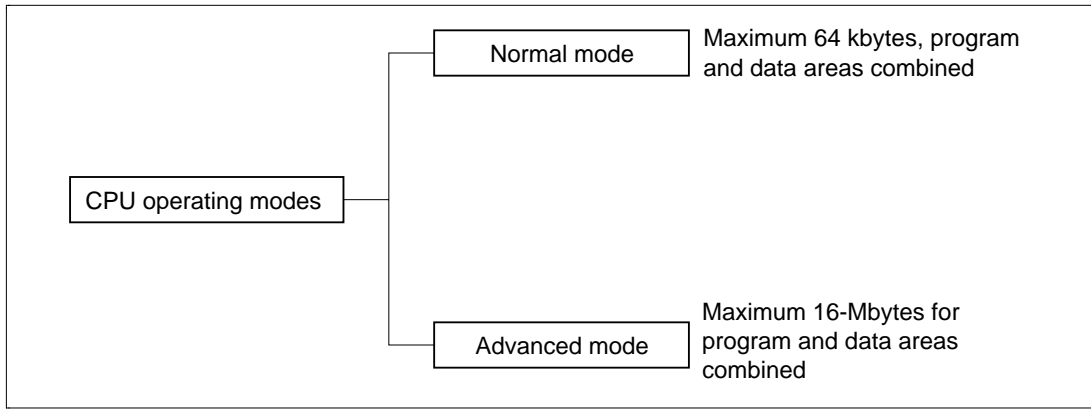 Normal mode
Maximum 64 kbytes, program
and data areas combined
CPU operating modes
Advanced mode
Maximum 16-Mbytes for
program and data areas
combined